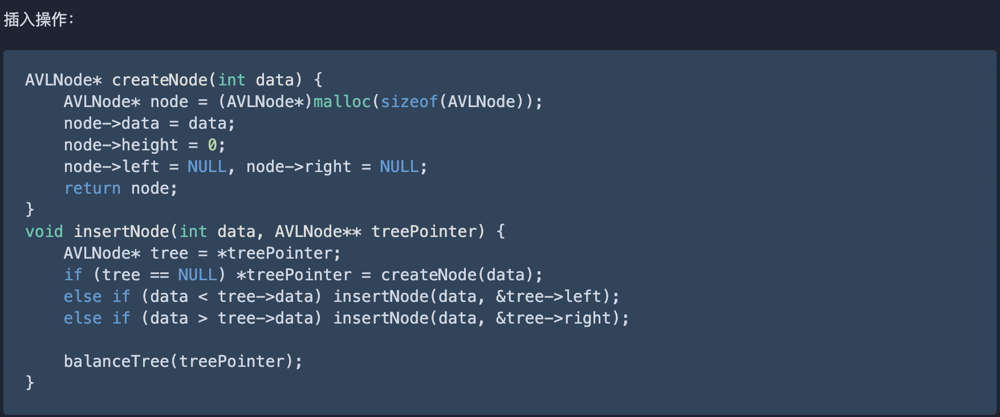 插入操作：
AVLNode* createNode(int data) {
    AVLNode* node = (AVLNode*)malloc(sizeof(AVLNode));
    node->data = data;
    node->height = 0;
    node->left = NULL, node->right = NULL;
    return node;
}
void insertNode(int data, AVLNode** treePointer) {
    AVLNode* tree = *treePointer;
    if (tree == NULL) *treePointer = createNode(data);
    else if (data < tree->data) insertNode(data, &tree->left);
    else if (data > tree->data) insertNode(data, &tree->right);
    balanceTree(treePointer);
}